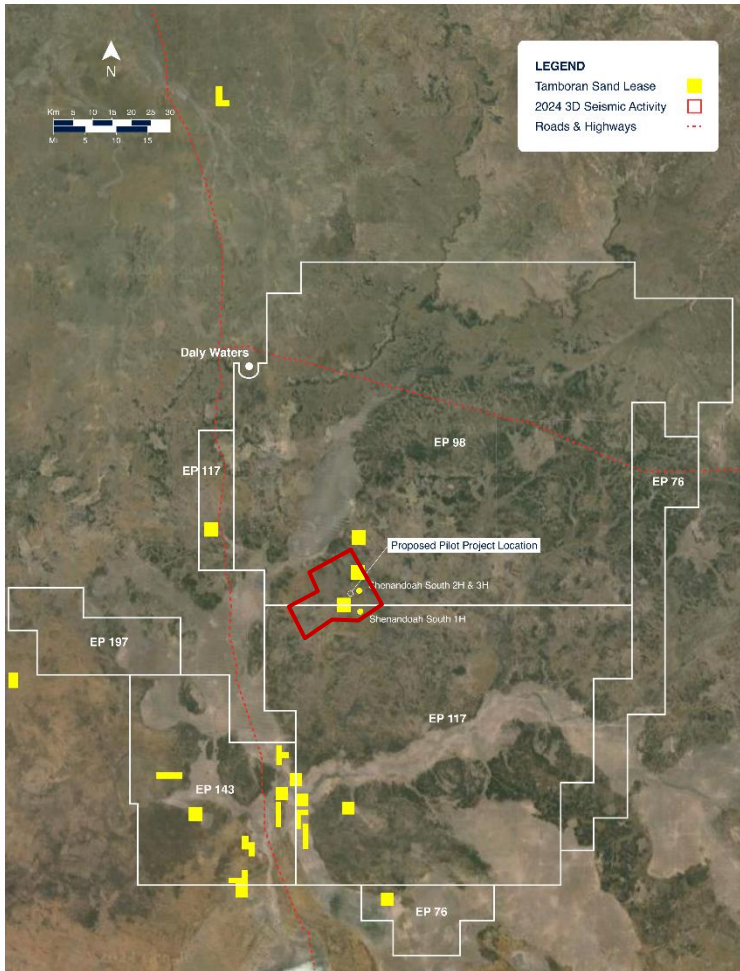 LEGEND
Tamboran Sand Lease
2024 3D Seismic Activity
Roads & Highways
N
Km 5 10 15 20 25 30
Mi 5 10 15
Daly Waters
EP 98
EP 117
EP 76
Proposed Pilot Project Location
Shenandoah South 2H & 3H
Shenandoah South 1H
EP 197
EP 117
EP 143
EP 76